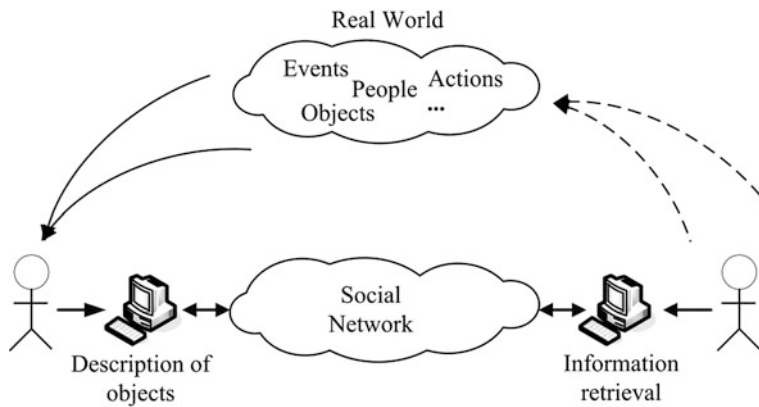 Real World
Events
People Actions
Objects ...
Social
Network
Description of
objects
Information
retrieval